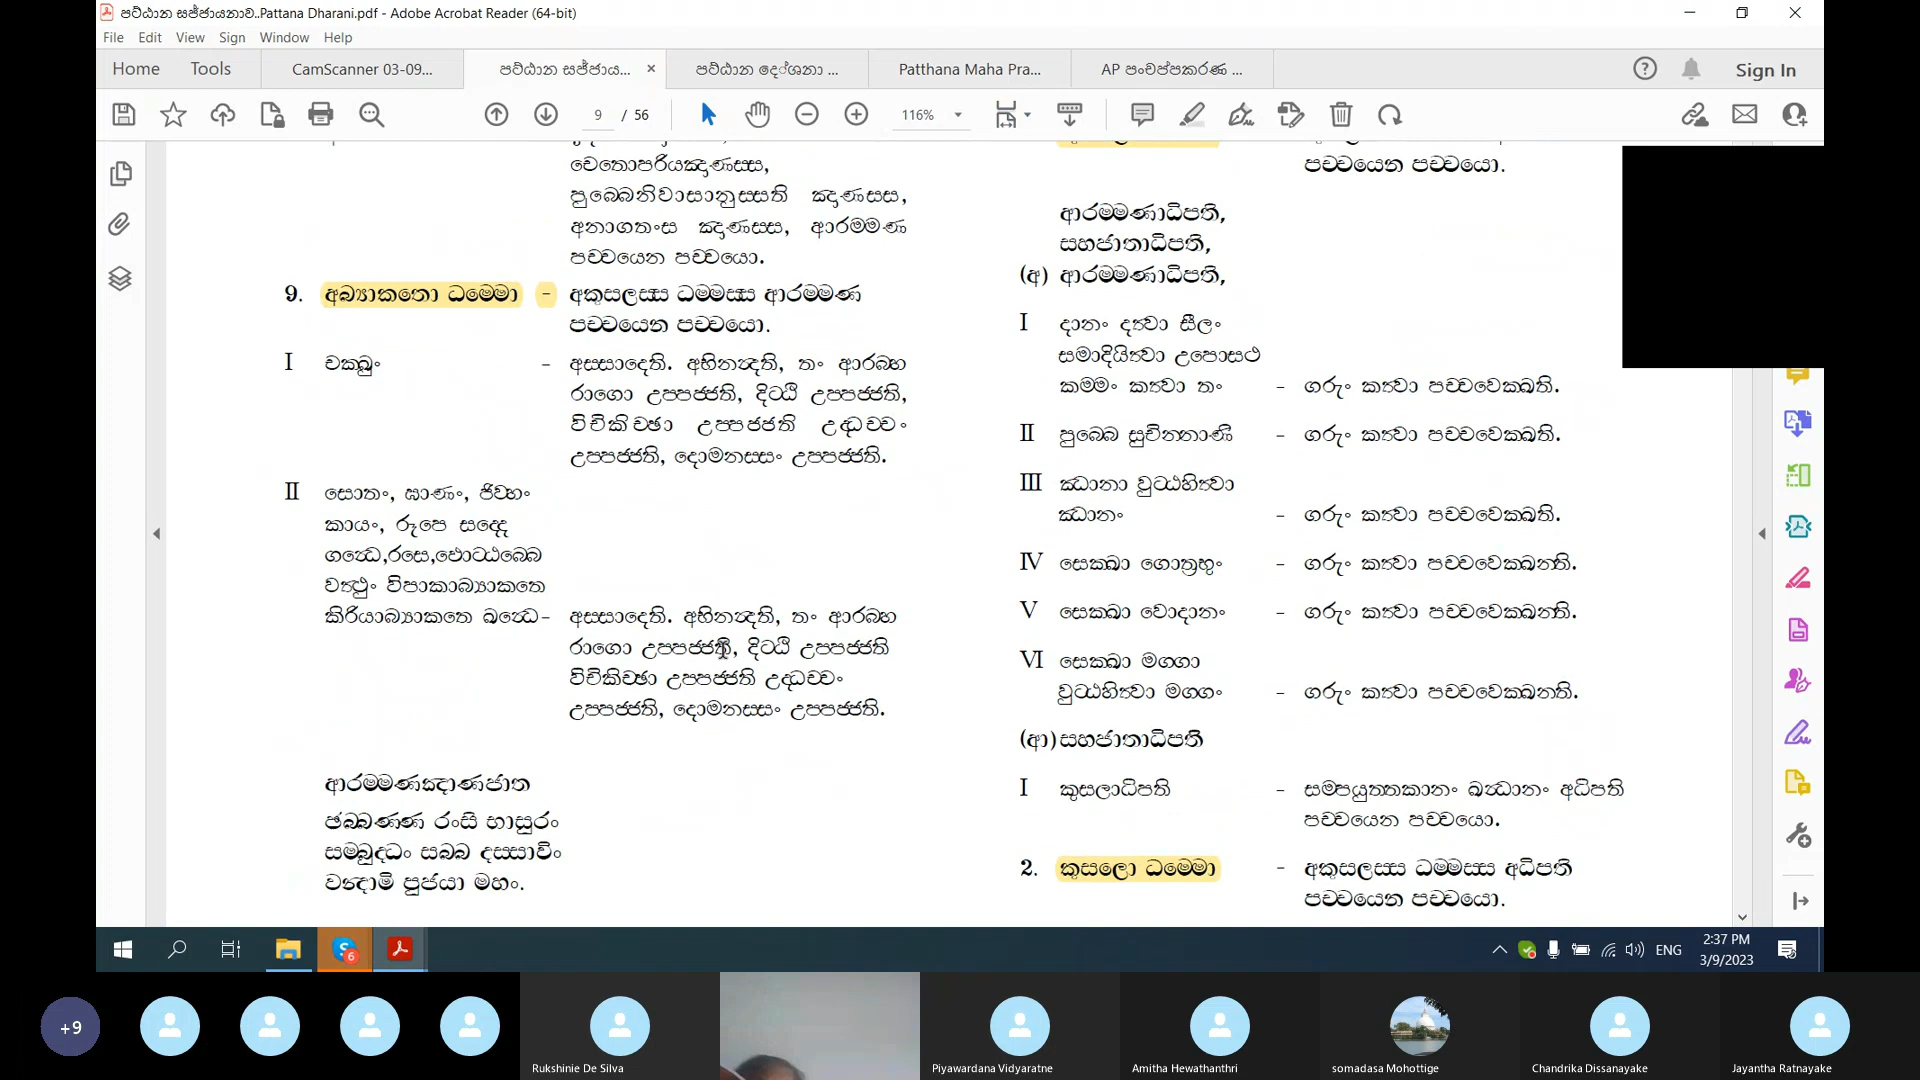 පට්ඨාන සජ්ඣායනාව..Pattana Dharani.pdf - Adobe Acrobat Reader (64-bit)
File Edit View Sign Window Help
Home Tools CamScanner 03-09... පට්ඨාන සජ්ඣාය... × පට්ඨාන දේශනා ... Patthana Maha Pra... AP පංචප්පකරණ ... Sign In
9 / 56 116%
චෙතොපරියඤාණස්ස,
පුබ්බෙනිවාසානුස්සති ඤාණස්ස,
අනාගතංස ඤාණස්ස, ආරම්මණ
පච්චයෙන පච්චයො.
9. අබ්‍යාකතො ධම්මො - අකුසලස්ස ධම්මස්ස ආරම්මණ
පච්චයෙන පච්චයො.
I චක්ඛුං - අස්සාදෙති. අභිනන්දති, තං ආරබ්භ
රාගො උප්පජ්ජති, දිට්ඨි උප්පජ්ජති,
විචිකිච්ඡා උප්පජ්ජති උද්ධච්චං
උප්පජ්ජති, දොමනස්සං උප්පජ්ජති.
II සොතං, ඝාණං, ජිව්හං
කායං, රූපෙ සද්දෙ
ගන්ධෙ,රසෙ,ඵොට්ඨබ්බෙ
වත්ථුං විපාකාබ්‍යාකතෙ
කිරියාබ්‍යාකතෙ ඛන්ධෙ- අස්සාදෙති. අභිනන්දති, තං ආරබ්භ
රාගො උප්පජ්ජති, දිට්ඨි උප්පජ්ජති
විචිකිච්ඡා උප්පජ්ජති උද්ධච්චං
උප්පජ්ජති, දොමනස්සං උප්පජ්ජති.
ආරම්මණඤාණජාත
ඡබ්බණ්ණ රංසි භාසුරං
සම්බුද්ධං සබ්බ දස්සාවිං
වන්දාමි පුජයා මහං.
පච්චයෙන පච්චයො.
ආරම්මණාධිපති,
සහජාතාධිපති,
(අ) ආරම්මණාධිපති,
I දානං දත්වා සීලං
සමාදියිත්වා උපොසථ
කම්මං කත්වා තං - ගරුං කත්වා පච්චවෙක්ඛති.
II පුබ්බෙ සුචින්නාණි - ගරුං කත්වා පච්චවෙක්ඛති.
III ඣානා වුට්ඨහිත්වා
ඣානං - ගරුං කත්වා පච්චවෙක්ඛති.
IV සෙක්ඛා ගොත්‍රභුං - ගරුං කත්වා පච්චවෙක්ඛන්ති.
V සෙක්ඛා වොදානං - ගරුං කත්වා පච්චවෙක්ඛන්ති.
VI සෙක්ඛා මග්ගා
වුට්ඨහිත්වා මග්ගං - ගරුං කත්වා පච්චවෙක්ඛන්ති.
(ආ) සහජාතාධිපති
I කුසලාධිපති - සම්පයුත්තකානං ඛන්ධානං අධිපති
පච්චයෙන පච්චයො.
2. කුසලො ධම්මො - අකුසලස්ස ධම්මස්ස අධිපති
පච්චයෙන පච්චයො.
6 ENG 2:37 PM
3/9/2023
+9 Rukshinie De Silva Piyawardana Vidyaratne Amitha Hewathanthri somadasa Mohottige Chandrika Dissanayake Jayantha Ratnayake